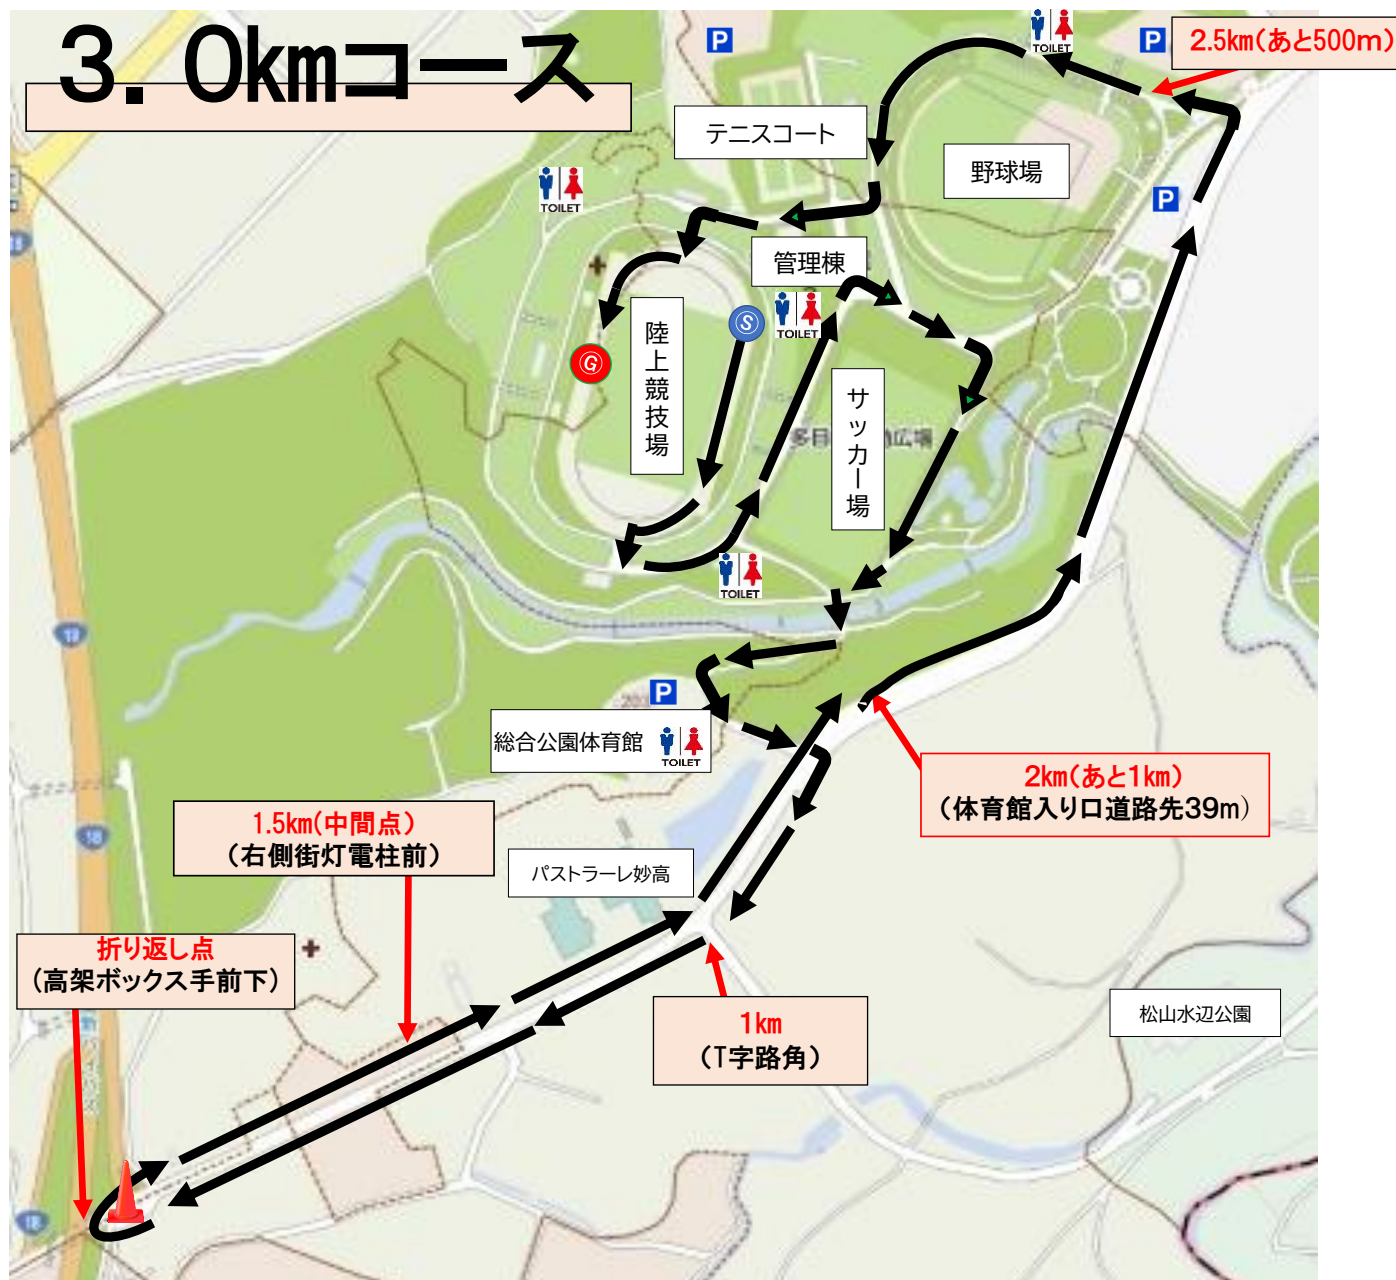 3.0kmコース
P
TOILET
P
2.5km(あと500m)
テニスコート
野球場
TOILET
P
管理棟
S
TOILET
G
陸上競技場
サッカー場
広場
TOILET
18
18
P
総合公園体育館
TOILET
2km(あと1km)
(体育館入り口道路先39m)
1.5km(中間点)
(右側街灯電柱前)
18
パストラーレ妙高
折り返し点
(高架ボックス手前下)
1km
(T字路角)
松山水辺公園
18